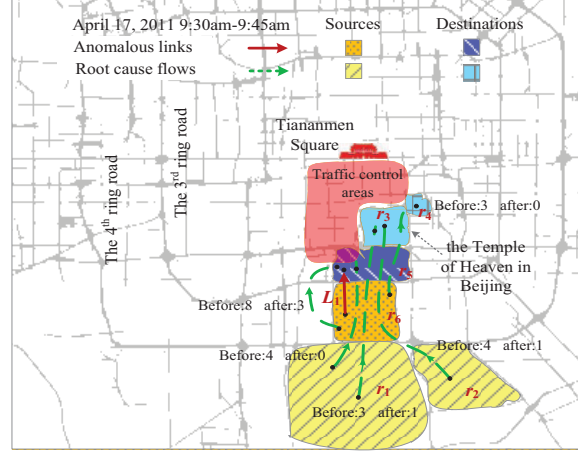 April 17, 2011 9:30am-9:45am
Sources
Destinations
Anomalous links
Root cause flows
Tiananmen
Square
The 3rd ring road
The 4th ring road
Traffic control
areas
r3
r4
Before:3 after:0
the Temple
of Heaven in
Beijing
r5
L1
Before:8 after:3
r6
Before:4 after:0
Before:4 after:1
r1
r2
Before:3 after:1